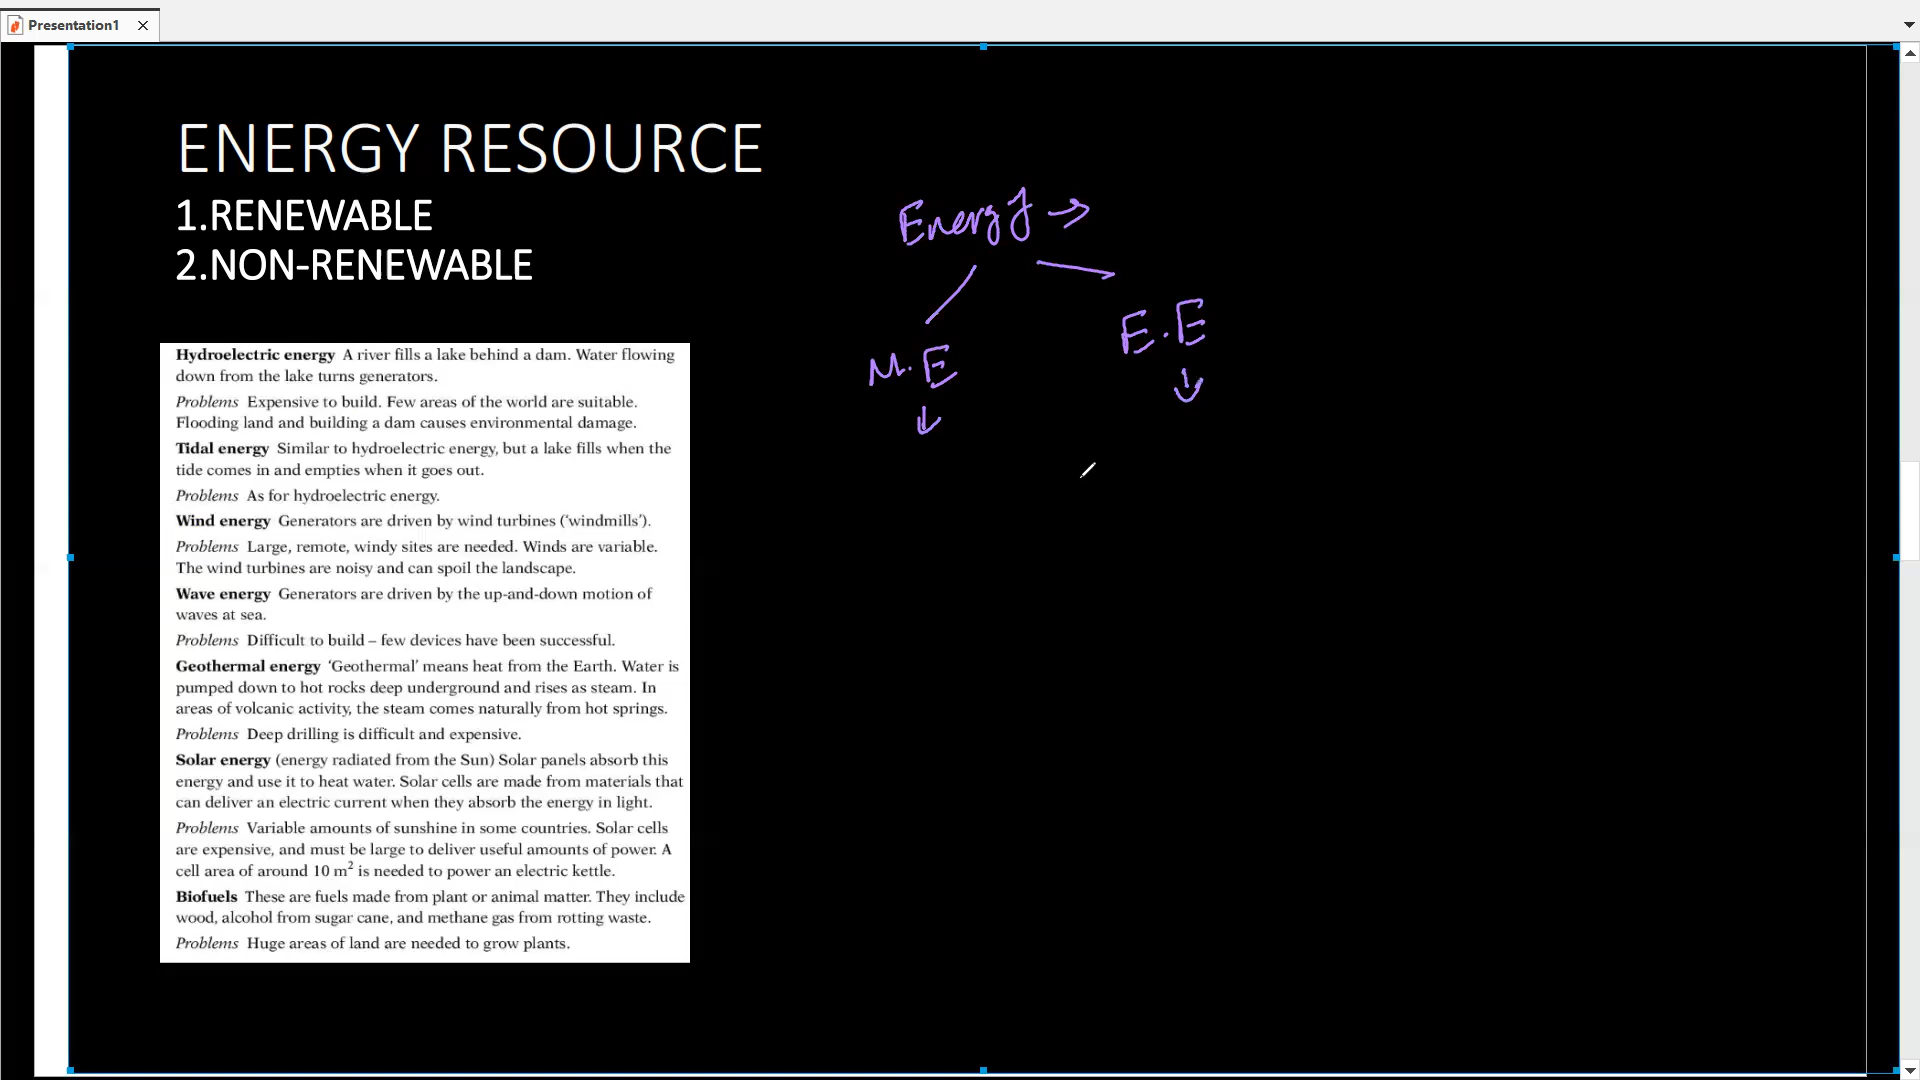 Presentation1
ENERGY RESOURCE
1.RENEWABLE
2.NON-RENEWABLE
Energy →
M.E
E.E
Hydroelectric energy A river fills a lake behind a dam. Water flowing
down from the lake turns generators.
Problems Expensive to build. Few areas of the world are suitable.
Flooding land and building a dam causes environmental damage.
Tidal energy Similar to hydroelectric energy, but a lake fills when the
tide comes in and empties when it goes out.
Problems As for hydroelectric energy.
Wind energy Generators are driven by wind turbines (‘windmills’).
Problems Large, remote, windy sites are needed. Winds are variable.
The wind turbines are noisy and can spoil the landscape.
Wave energy Generators are driven by the up-and-down motion of
waves at sea.
Problems Difficult to build – few devices have been successful.
Geothermal energy ‘Geothermal’ means heat from the Earth. Water is
pumped down to hot rocks deep underground and rises as steam. In
areas of volcanic activity, the steam comes naturally from hot springs.
Problems Deep drilling is difficult and expensive.
Solar energy (energy radiated from the Sun) Solar panels absorb this
energy and use it to heat water. Solar cells are made from materials that
can deliver an electric current when they absorb the energy in light.
Problems Variable amounts of sunshine in some countries. Solar cells
are expensive, and must be large to deliver useful amounts of power. A
cell area of around 10 m² is needed to power an electric kettle.
Biofuels These are fuels made from plant or animal matter. They include
wood, alcohol from sugar cane, and methane gas from rotting waste.
Problems Huge areas of land are needed to grow plants.